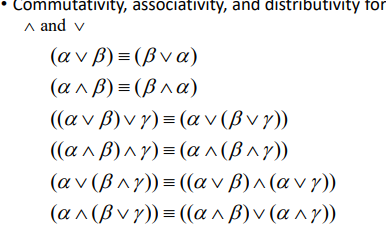 • Commutativity, associativity, and distributivity for
∧ and ∨
(α ∨ β) ≡ (β ∨ α)
(α ∧ β) ≡ (β ∧ α)
((α ∨ β) ∨ γ) ≡ (α ∨ (β ∨ γ))
((α ∧ β) ∧ γ) ≡ (α ∧ (β ∧ γ))
(α ∨ (β ∧ γ)) ≡ ((α ∨ β) ∧ (α ∨ γ))
(α ∧ (β ∨ γ)) ≡ ((α ∧ β) ∨ (α ∧ γ))